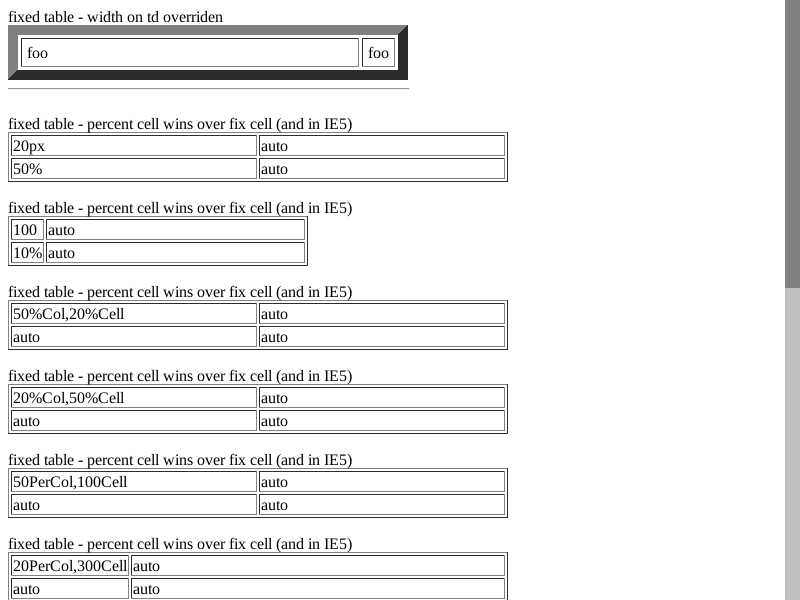 fixed table - width on td overriden
foo foo
fixed table - percent cell wins over fix cell (and in IE5)
20px auto
50% auto
fixed table - percent cell wins over fix cell (and in IE5)
100 auto
10% auto
fixed table - percent cell wins over fix cell (and in IE5)
50%Col,20%Cell auto
auto auto
fixed table - percent cell wins over fix cell (and in IE5)
20%Col,50%Cell auto
auto auto
fixed table - percent cell wins over fix cell (and in IE5)
50PerCol,100Cell auto
auto auto
fixed table - percent cell wins over fix cell (and in IE5)
20PerCol,300Cell auto
auto auto